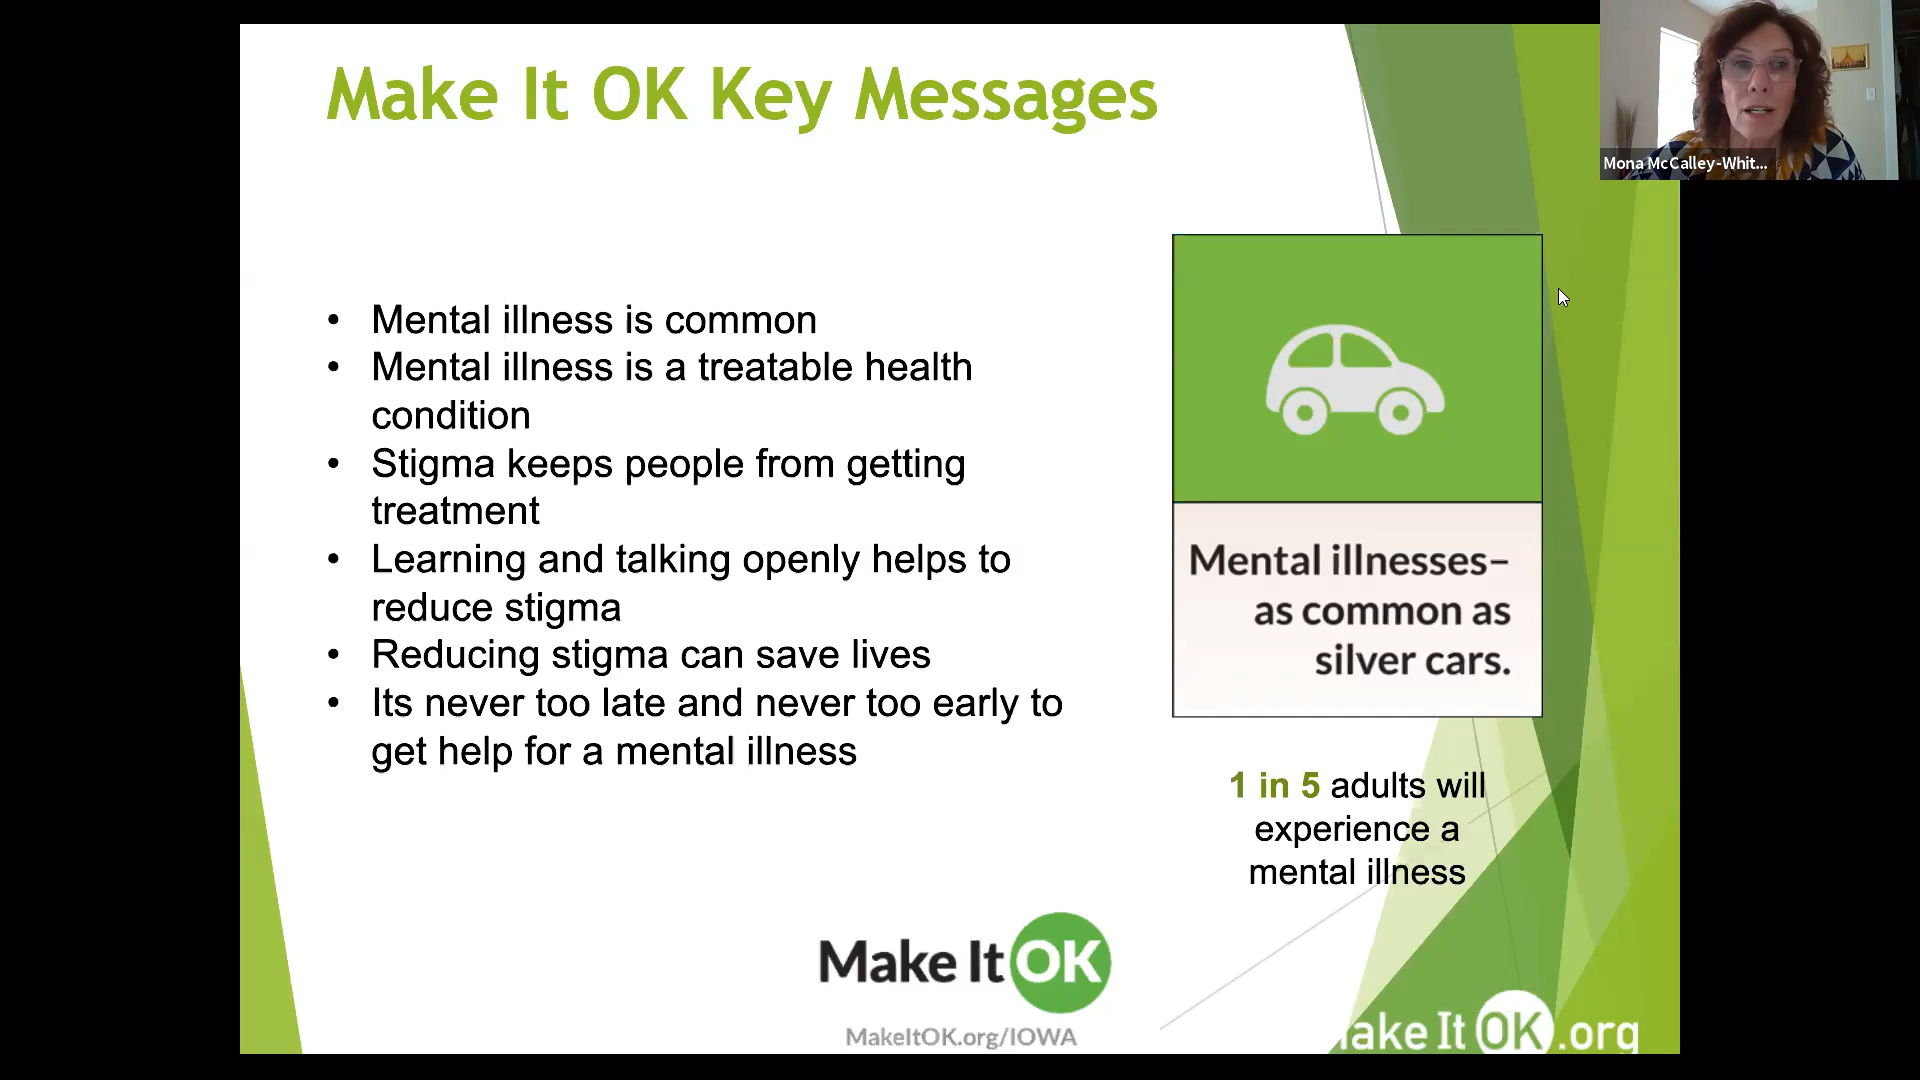 Make It OK Key Messages
Mona McCalley-Whit...
• Mental illness is common
• Mental illness is a treatable health
condition
• Stigma keeps people from getting
treatment
• Learning and talking openly helps to
reduce stigma
• Reducing stigma can save lives
• Its never too late and never too early to
get help for a mental illness
Mental illnesses–
as common as
silver cars.
1 in 5 adults will
experience a
mental illness
Make It OK
MakeItOK.org/IOWA
ake It OK.org